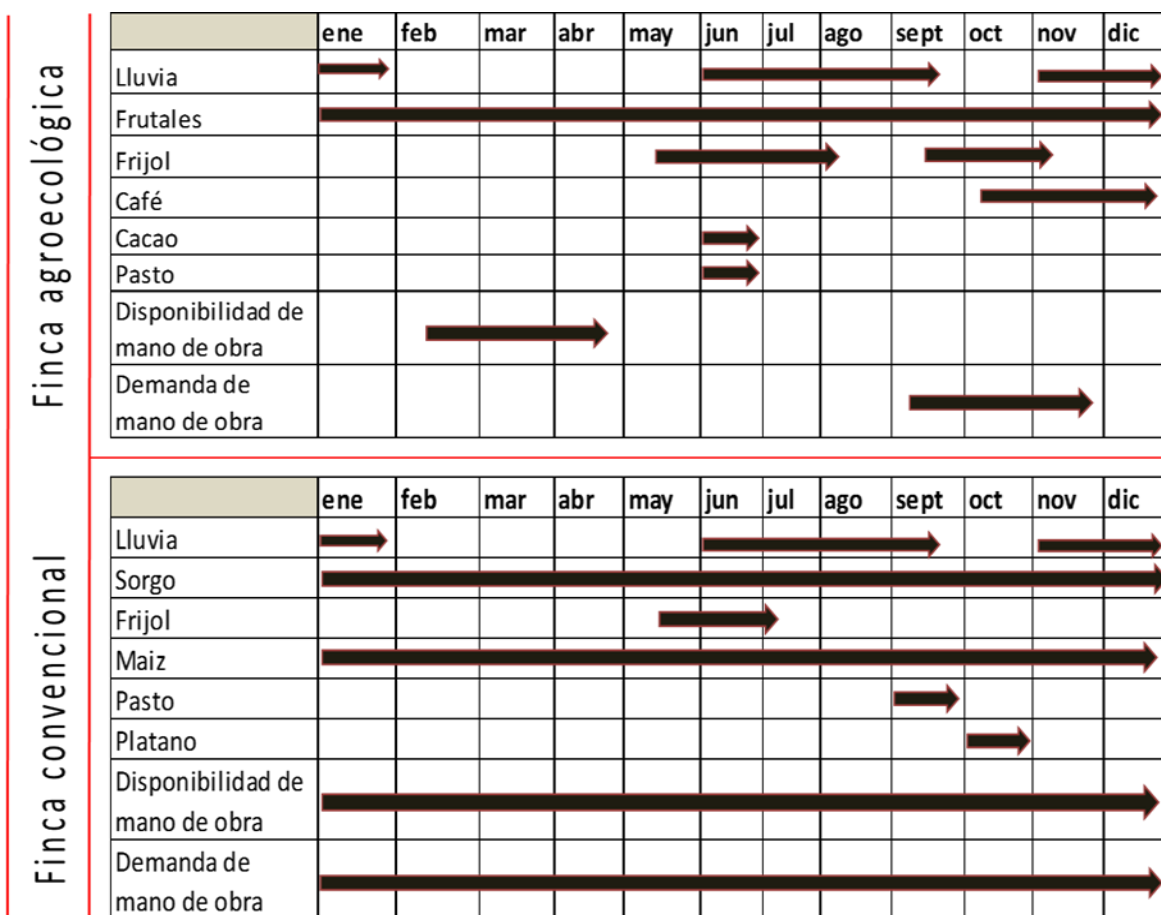 Finca agroecológica
ene feb mar abr may jun jul ago sept oct nov dic
Lluvia
Frutales
Frijol
Café
Cacao
Pasto
Disponibilidad de
mano de obra
Demanda de
mano de obra
Finca convencional
ene feb mar abr may jun jul ago sept oct nov dic
Lluvia
Sorgo
Frijol
Maiz
Pasto
Platano
Disponibilidad de
mano de obra
Demanda de
mano de obra